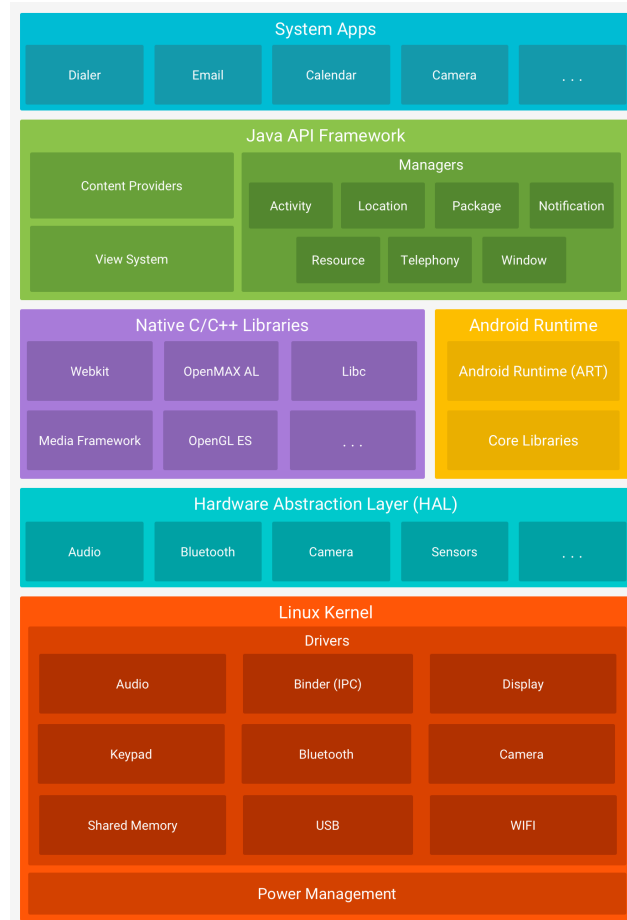 System Apps
Dialer
Email
Calendar
Camera
. . .
Java API Framework
Content Providers
View System
Managers
Activity
Location
Package
Notification
Resource
Telephony
Window
Native C/C++ Libraries
Webkit
OpenMAX AL
Libc
Media Framework
OpenGL ES
. . .
Android Runtime
Android Runtime (ART)
Core Libraries
Hardware Abstraction Layer (HAL)
Audio
Bluetooth
Camera
Sensors
. . .
Linux Kernel
Drivers
Audio
Binder (IPC)
Display
Keypad
Bluetooth
Camera
Shared Memory
USB
WIFI
Power Management